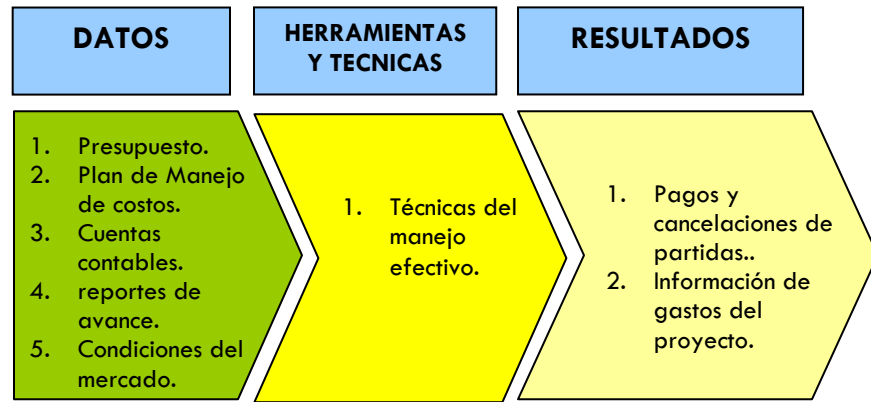 DATOS
HERRAMIENTAS
Y TECNICAS
RESULTADOS
1. Presupuesto.
2. Plan de Manejo
de costos.
3. Cuentas
contables.
4. reportes de
avance.
5. Condiciones del
mercado.
1. Técnicas del
manejo
efectivo.
1. Pagos y
cancelaciones de
partidas..
2. Información de
gastos del
proyecto.